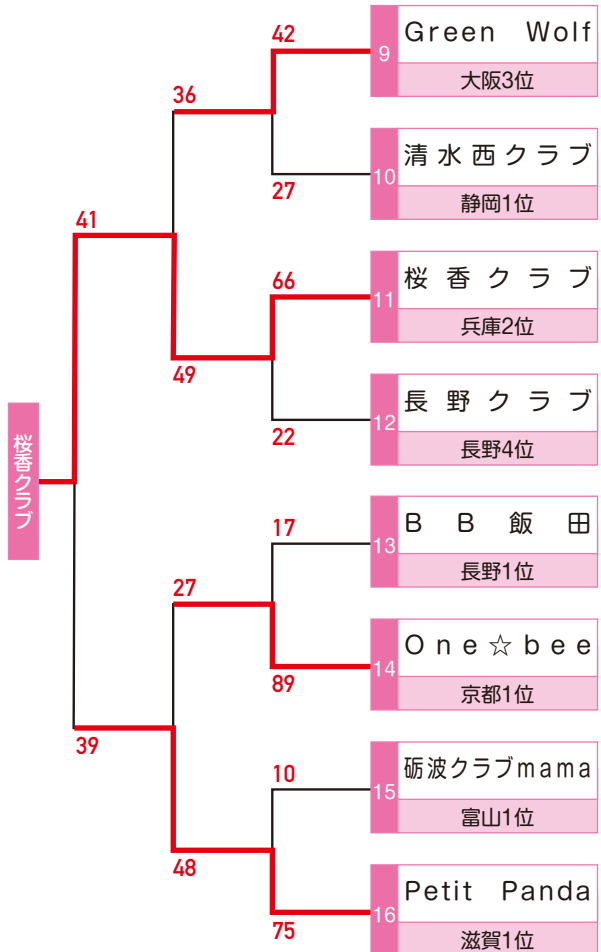 42
9
Green Wolf
大阪3位
36
10
清水西クラブ
27
静岡1位
41
66
11
桜香クラブ
兵庫2位
49
12
長野クラブ
22
長野4位
桜香クラブ
17
13
BB飯田
長野1位
27
14
One☆bee
89
京都1位
39
10
15
砺波クラブmama
富山1位
48
16
Petit Panda
75
滋賀1位